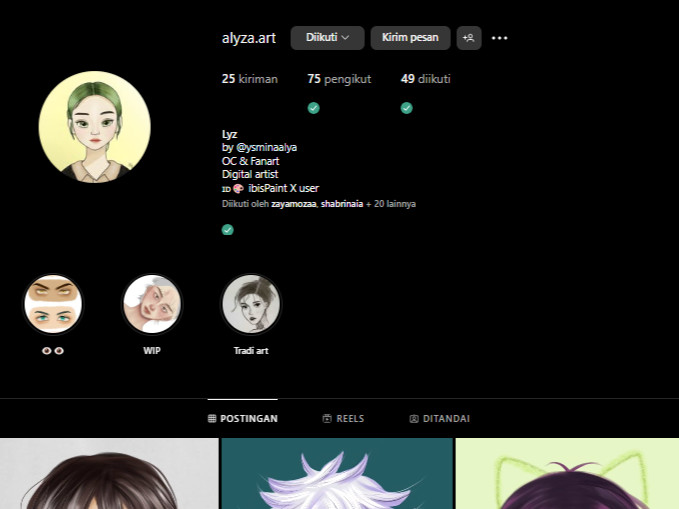 alyza.art Diikuti Kirim pesan
25 kiriman 75 pengikut 49 diikuti
Lyz
by @ysminaalya
OC & Fanart
Digital artist
ID ibisPaint X user
Diikuti oleh zayamozaa, shabrinaia + 20 lainnya
WIP Tradi art
POSTINGAN REELS DITANDAI